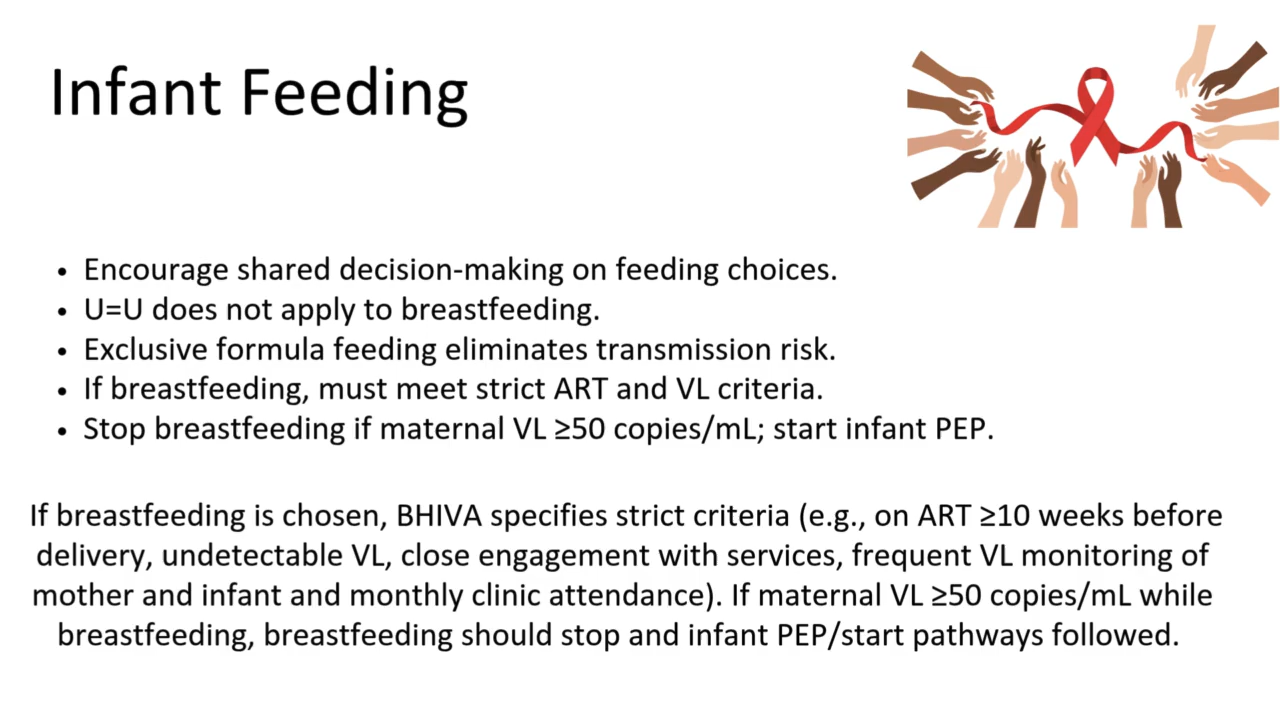 Infant Feeding
• Encourage shared decision-making on feeding choices.
• U=U does not apply to breastfeeding.
• Exclusive formula feeding eliminates transmission risk.
• If breastfeeding, must meet strict ART and VL criteria.
• Stop breastfeeding if maternal VL ≥50 copies/mL; start infant PEP.
If breastfeeding is chosen, BHIVA specifies strict criteria (e.g., on ART ≥10 weeks before
delivery, undetectable VL, close engagement with services, frequent VL monitoring of
mother and infant and monthly clinic attendance). If maternal VL ≥50 copies/mL while
breastfeeding, breastfeeding should stop and infant PEP/start pathways followed.